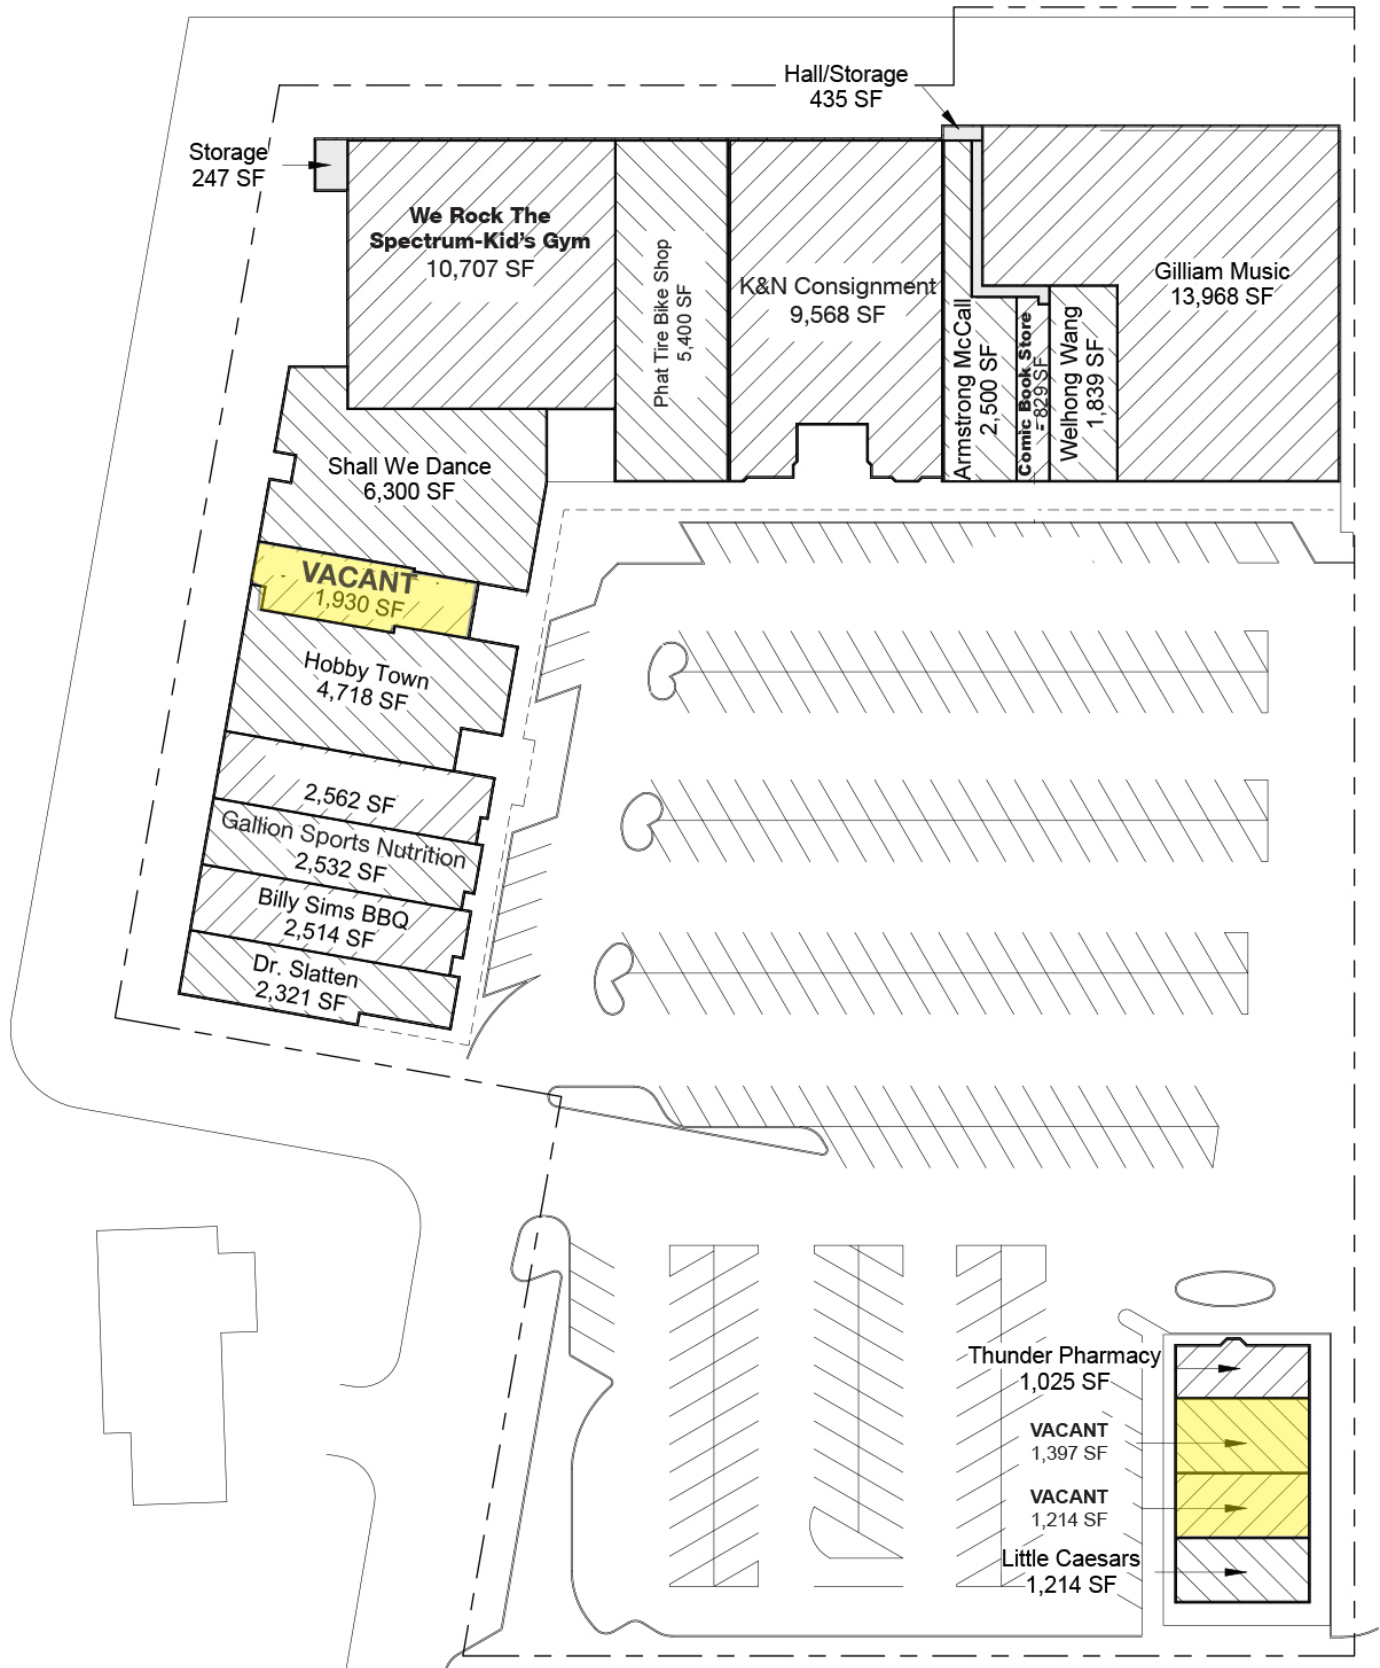 Hall/Storage
435 SF
Storage
247 SF
We Rock The
Spectrum-Kid's Gym
10,707 SF
Phat Tire Bike Shop
5,400 SF
K&N Consignment
9,568 SF
Armstrong McCall
2,500 SF
Comic Book Store
829 SF
Welhong Wang
1,839 SF
Gilliam Music
13,968 SF
Shall We Dance
6,300 SF
VACANT
1,930 SF
Hobby Town
4,718 SF
2,562 SF
Gallion Sports Nutrition
2,532 SF
Billy Sims BBQ
2,514 SF
Dr. Slatten
2,321 SF
Thunder Pharmacy
1,025 SF
VACANT
1,397 SF
VACANT
1,214 SF
Little Caesars
1,214 SF